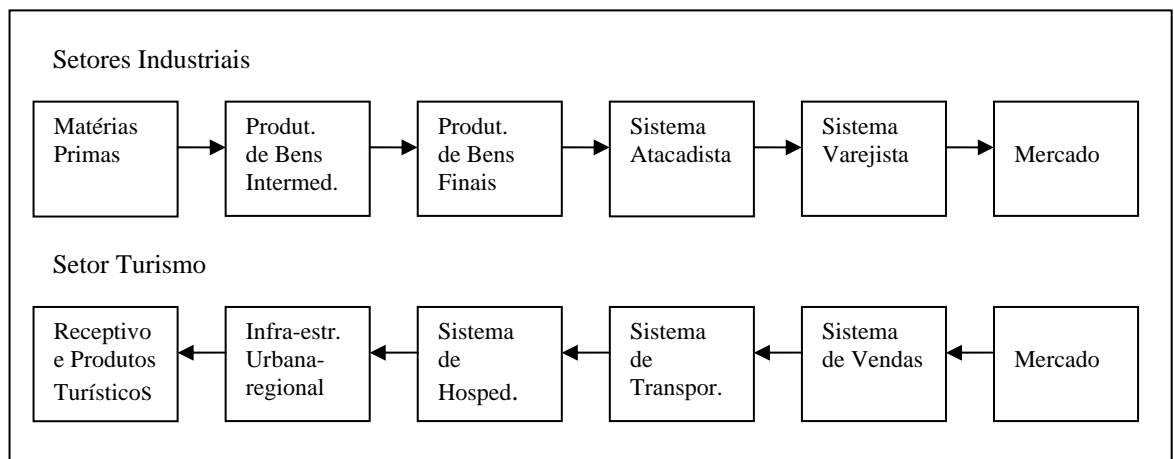 Setores Industriais
Matérias
Primas
Produt.
de Bens
Intermed.
Produt.
de Bens
Finais
Sistema
Atacadista
Sistema
Varejista
Mercado
Setor Turismo
Receptivo
e Produtos
Turísticos
Infra-estr.
Urbana-
regional
Sistema
de
Hosped.
Sistema
de
Transpor.
Sistema
de Vendas
Mercado